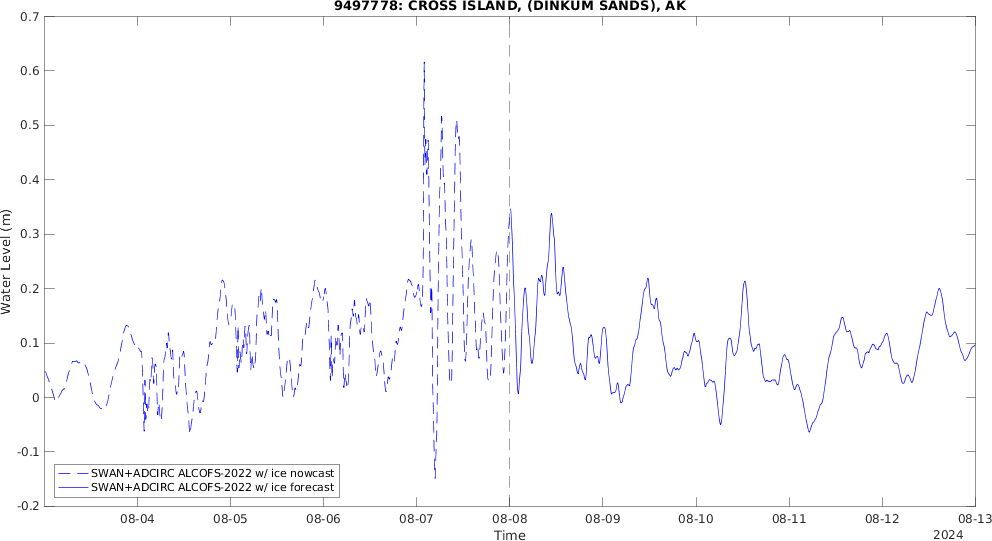 9497778: CROSS ISLAND, (DINKUM SANDS), AK
0.7
0.6
0.5
0.4
0.3
0.2
0.1
0
-0.1
-0.2
Water Level (m)
SWAN+ADCIRC ALCOFS-2022 w/ ice nowcast
SWAN+ADCIRC ALCOFS-2022 w/ ice forecast
08-04 08-05 08-06 08-07 08-08 08-09 08-10 08-11 08-12 08-13
Time
2024